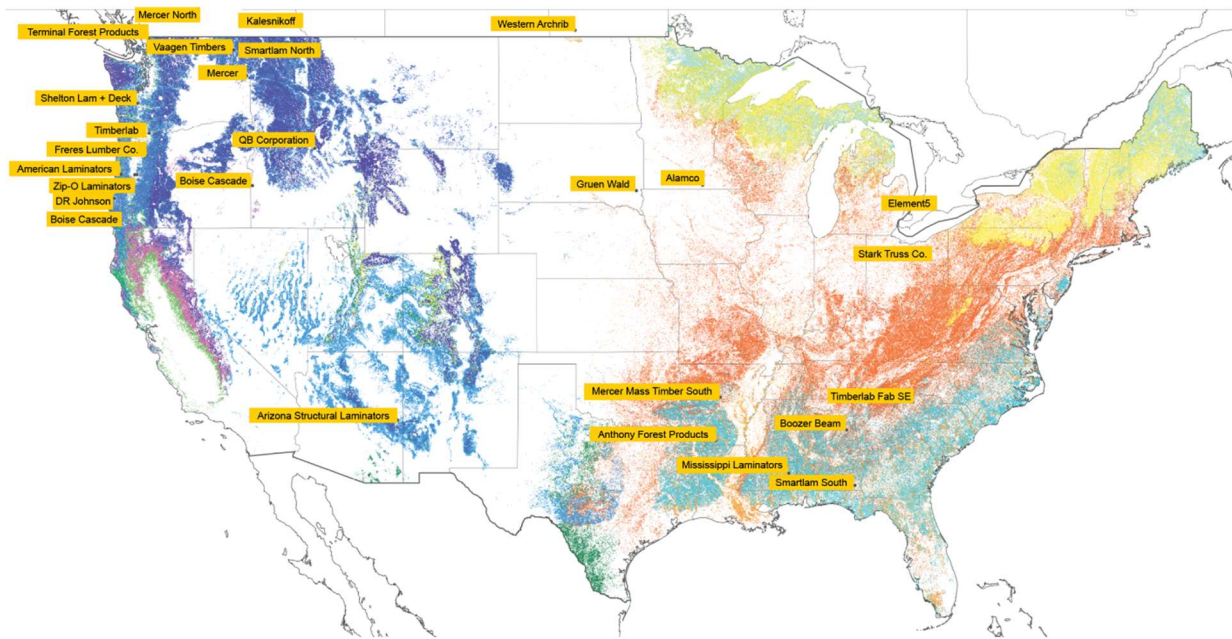 Mercer North
Kalesnikoff
Western Archrib
Terminal Forest Products
Vaagen Timbers
Smartlam North
Mercer
Shelton Lam + Deck
Timberlab
Freres Lumber Co.
QB Corporation
American Laminators
Zip-O Laminators
Boise Cascade
Gruen Wald
Alamco
DR Johnson
Element5
Boise Cascade
Stark Truss Co.
Mercer Mass Timber South
Timberlab Fab SE
Arizona Structural Laminators
Boozer Beam
Anthony Forest Products
Mississippi Laminators
Smartlam South